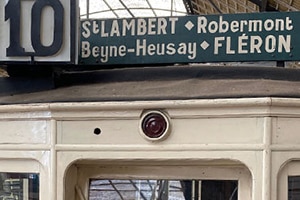 10
St LAMBERT ◆ Robermont
Beyne-Heusay ◆ FLÉRON